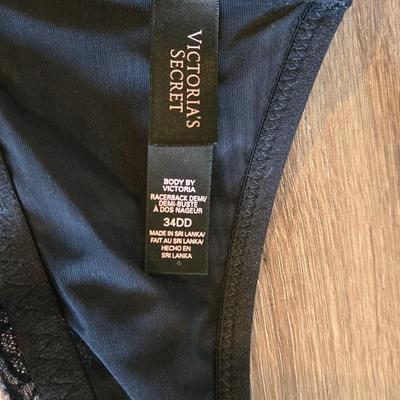 VICTORIA'S
SECRET
BODY BY
VICTORIA
RACERBACK DEMI/
DEMI-BUSTE
À DOS NAGEUR
34DD
MADE IN SRI LANKA/
FAIT AU SRI LANKA/
HECHO EN
SRI LANKA